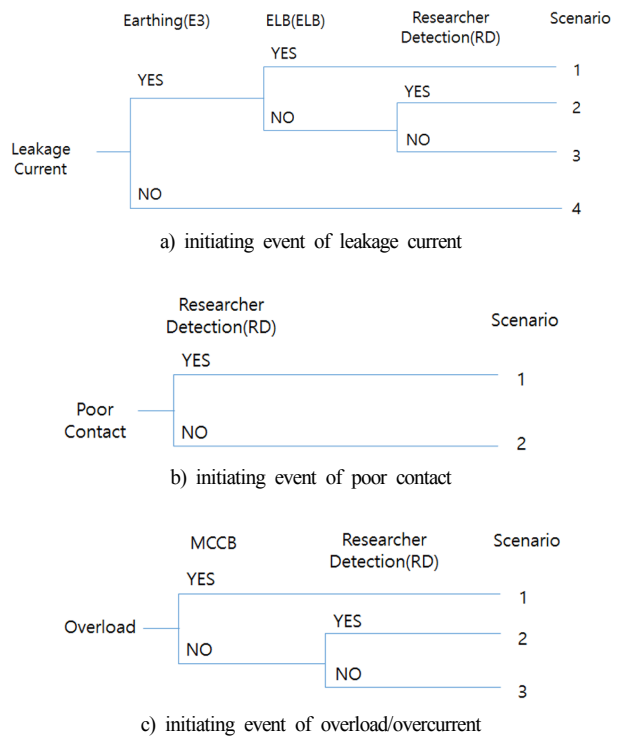 Earthing(E3)
ELB(ELB)
Researcher
Detection(RD)
Scenario
YES
1
YES
YES
2
NO
NO
3
Leakage
Current
NO
4
a) initiating event of leakage current
Researcher
Detection(RD)
Scenario
YES
1
Poor
Contact
NO
2
b) initiating event of poor contact
MCCB
Researcher
Detection(RD)
Scenario
YES
1
Overload
YES
2
NO
NO
3
c) initiating event of overload/overcurrent